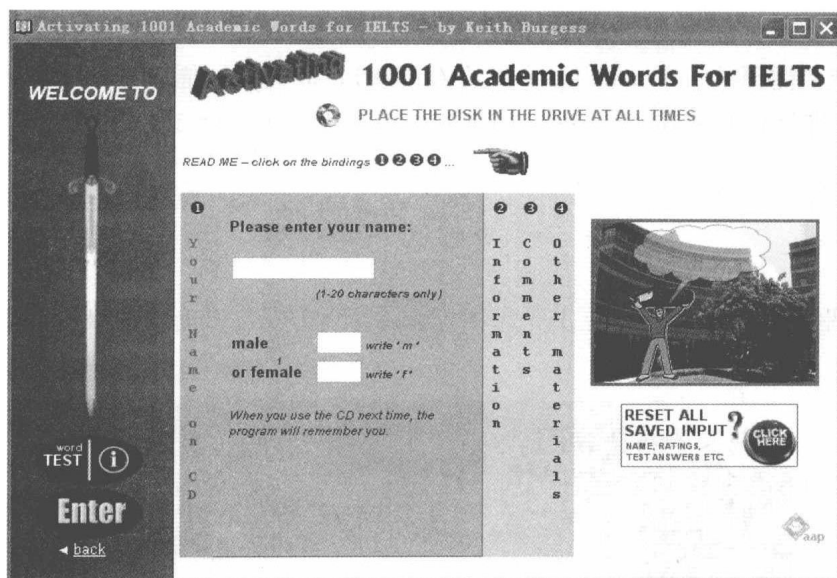 Activating 1001 Academic Words for IELTS - by Keith Burgess
WELCOME TO
Activating 1001 Academic Words For IELTS
PLACE THE DISK IN THE DRIVE AT ALL TIMES
READ ME – click on the bindings ❶ ❷ ❸ ❹ ...
❶ Your Name on CD
Please enter your name:
(1-20 characters only)
male write ' m '
or female write ' f '
When you use the CD next time, the
program will remember you.
❷ Information
❸ Comments
❹ Other materials
RESET ALL
SAVED INPUT ?
NAME, RATINGS,
TEST ANSWERS ETC.
CLICK
HERE
word
TEST i
Enter
◄ back
aap